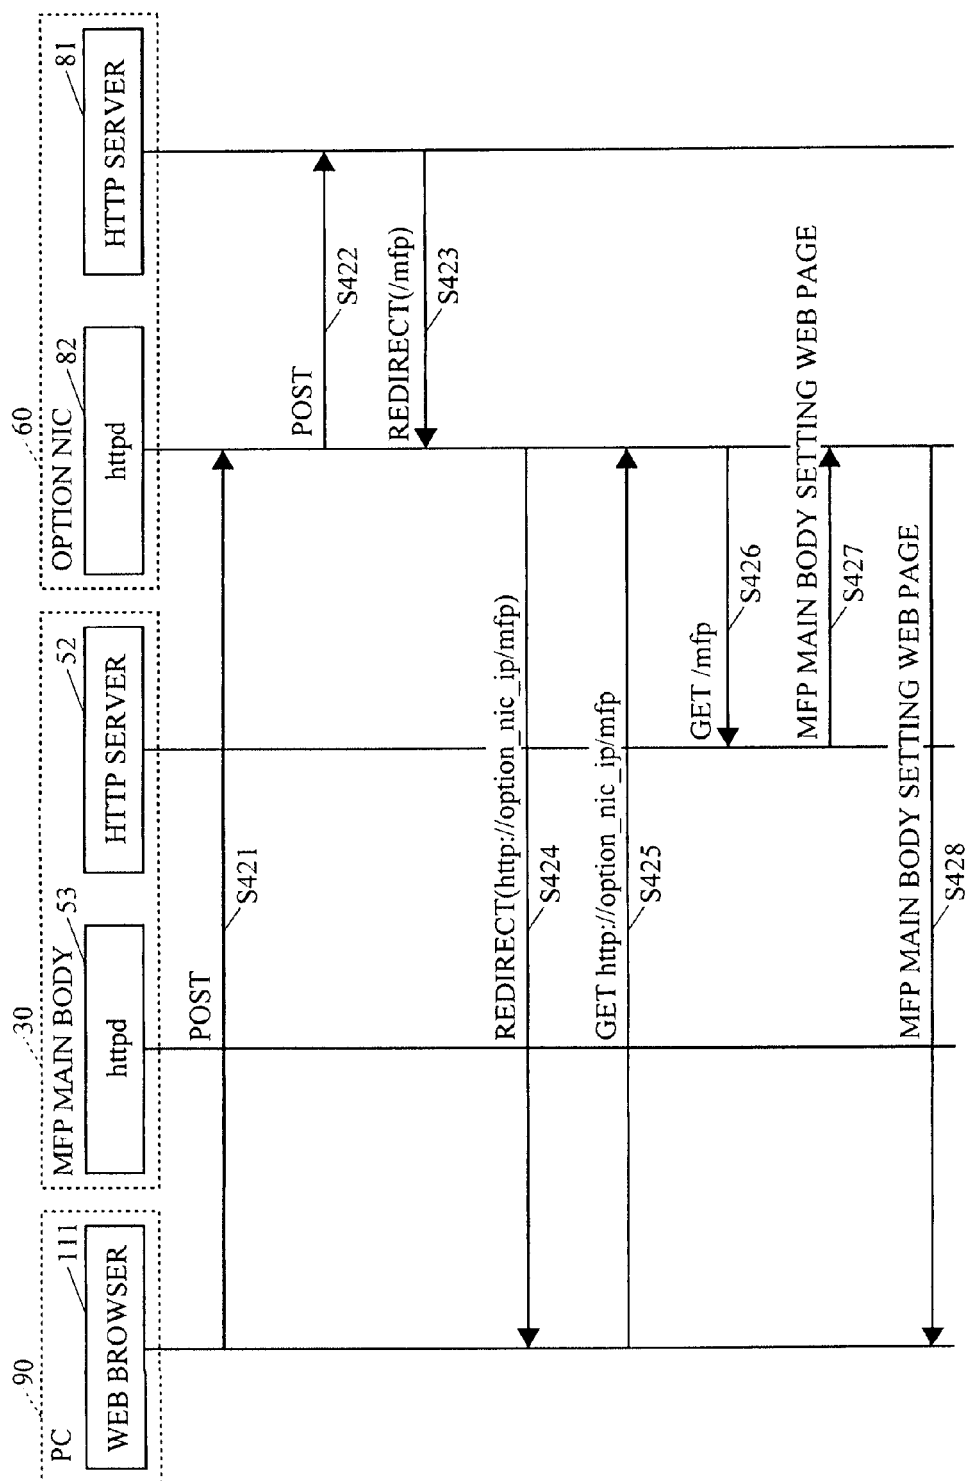 90
PC
111
WEB BROWSER
30
MFP MAIN BODY
53
httpd
52
HTTP SERVER
60
OPTION NIC
82
httpd
81
HTTP SERVER
POST
S421
POST
S422
REDIRECT(/mfp)
S423
REDIRECT(http://option_nic_ip/mfp)
S424
GET http://option_nic_ip/mfp
S425
GET /mfp
S426
MFP MAIN BODY SETTING WEB PAGE
S427
MFP MAIN BODY SETTING WEB PAGE
S428